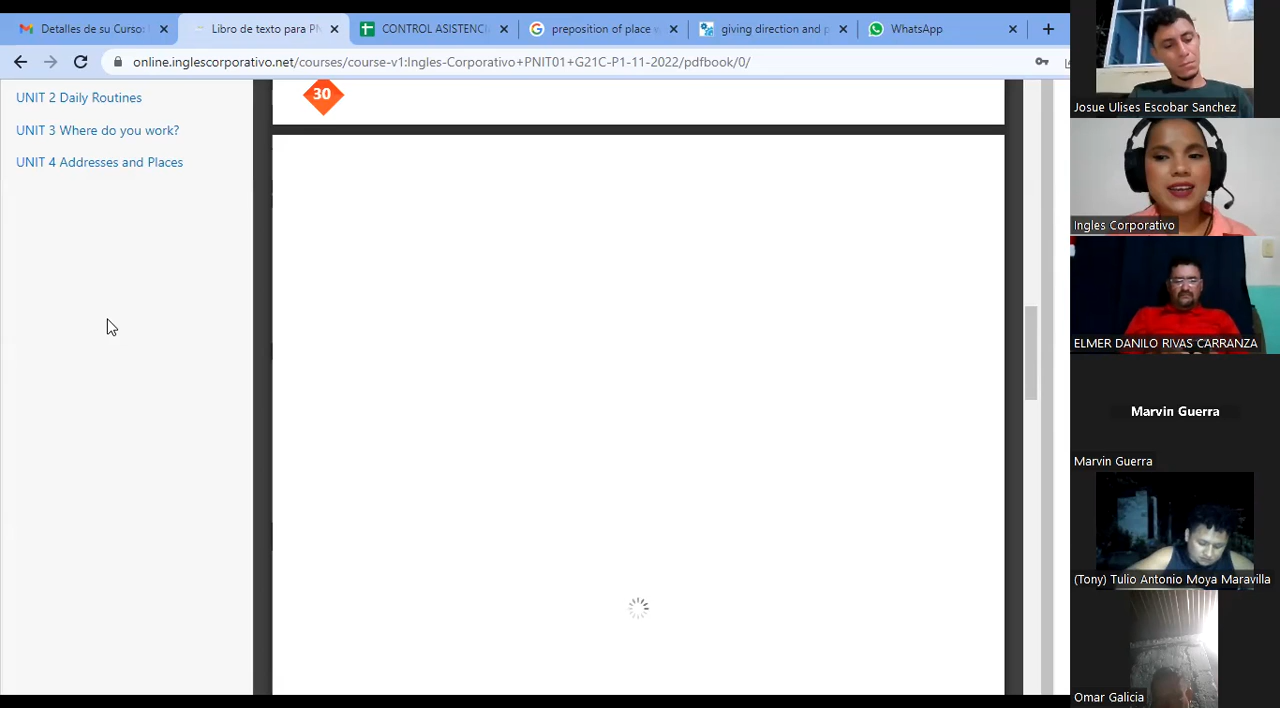 Detalles de su Curso:
Libro de texto para PN
CONTROL ASISTENCI
preposition of place
giving direction and p
WhatsApp
online.inglescorporativo.net/courses/course-v1:Ingles-Corporativo+PNIT01+G21C-P1-11-2022/pdfbook/0/
UNIT 2 Daily Routines
UNIT 3 Where do you work?
UNIT 4 Addresses and Places
30
Josue Ulises Escobar Sanchez
Ingles Corporativo
ELMER DANILO RIVAS CARRANZA
Marvin Guerra
Marvin Guerra
(Tony) Tulio Antonio Moya Maravilla
Omar Galicia